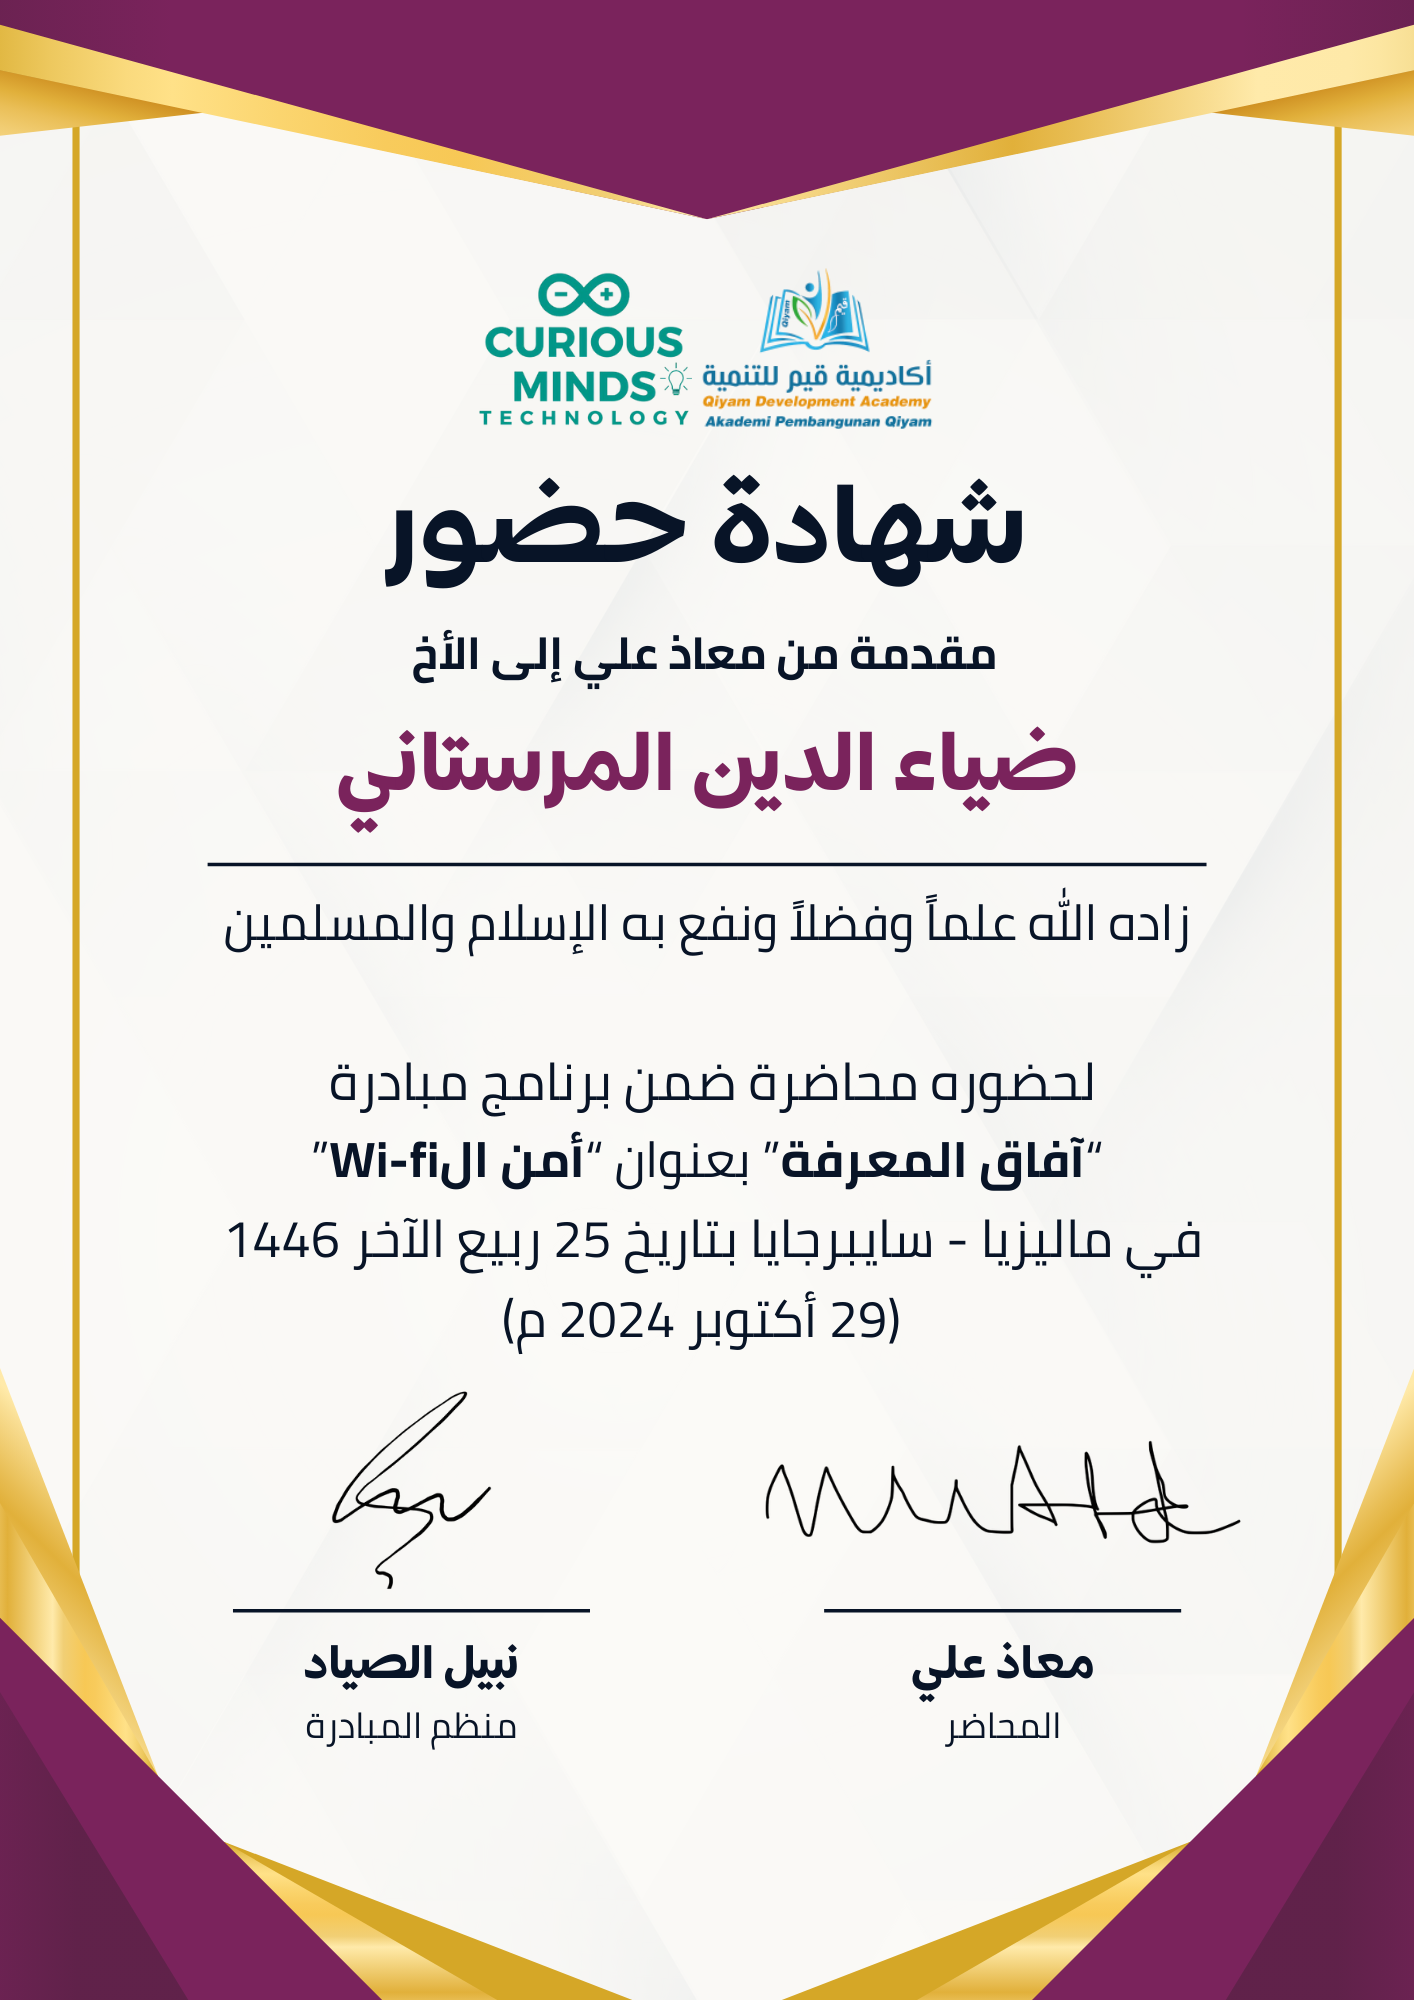 CURIOUS
MINDS
TECHNOLOGY
Qiyam
أكاديمية قيم للتنمية
Qiyam Development Academy
Akademi Pembangunan Qiyam
شهادة حضور
مقدمة من معاذ علي إلى الأخ
ضياء الدين المرستاني
زاده الله علماً وفضلاً ونفع به الإسلام والمسلمين
لحضوره محاضرة ضمن برنامج مبادرة
“آفاق المعرفة” بعنوان “أمن الWi-fi”
في ماليزيا - سايبرجايا بتاريخ 25 ربيع الآخر 1446
(29 أكتوبر 2024 م)
معاذ علي
المحاضر
نبيل الصياد
منظم المبادرة